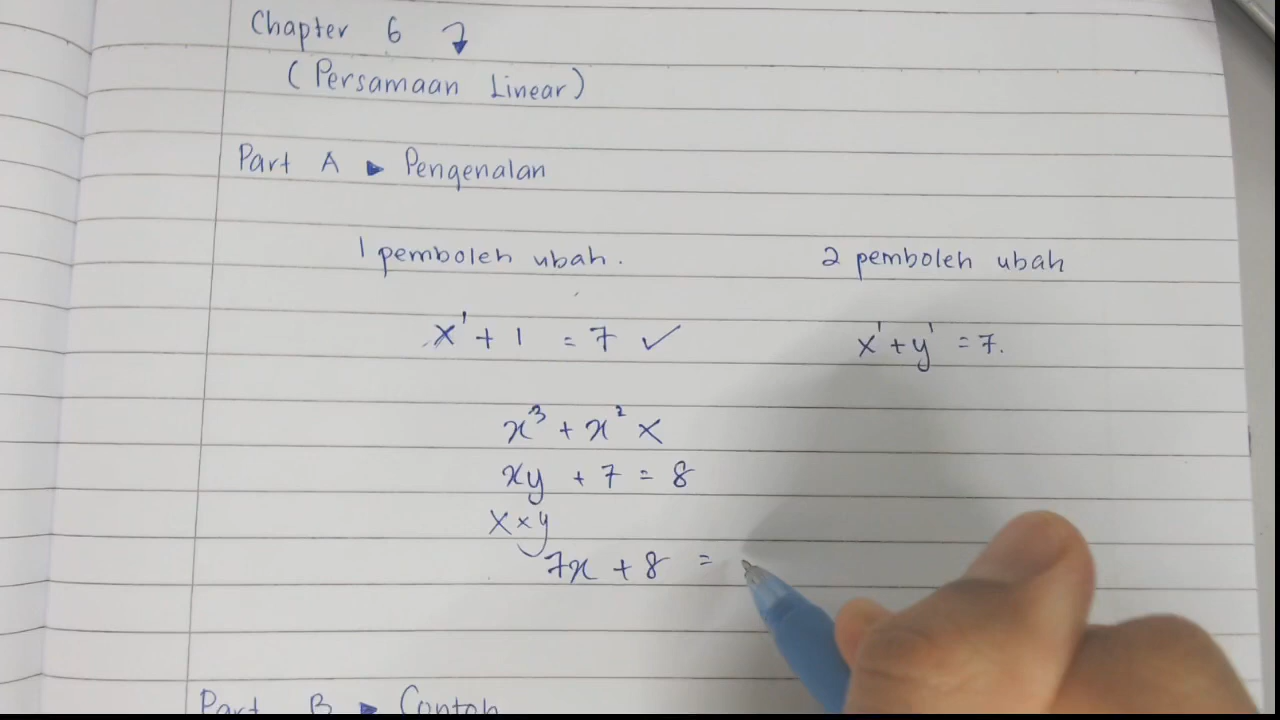 Chapter 6
(Persamaan Linear)
Part A ▶ Pengenalan
1 pemboleh ubah.
2 pemboleh ubah
x¹ + 1 = 7 ✓
x¹ + y¹ = 7.
x³ + x² ×
xy + 7 = 8
x × y
7x + 8 =
Part B ▶ Contoh